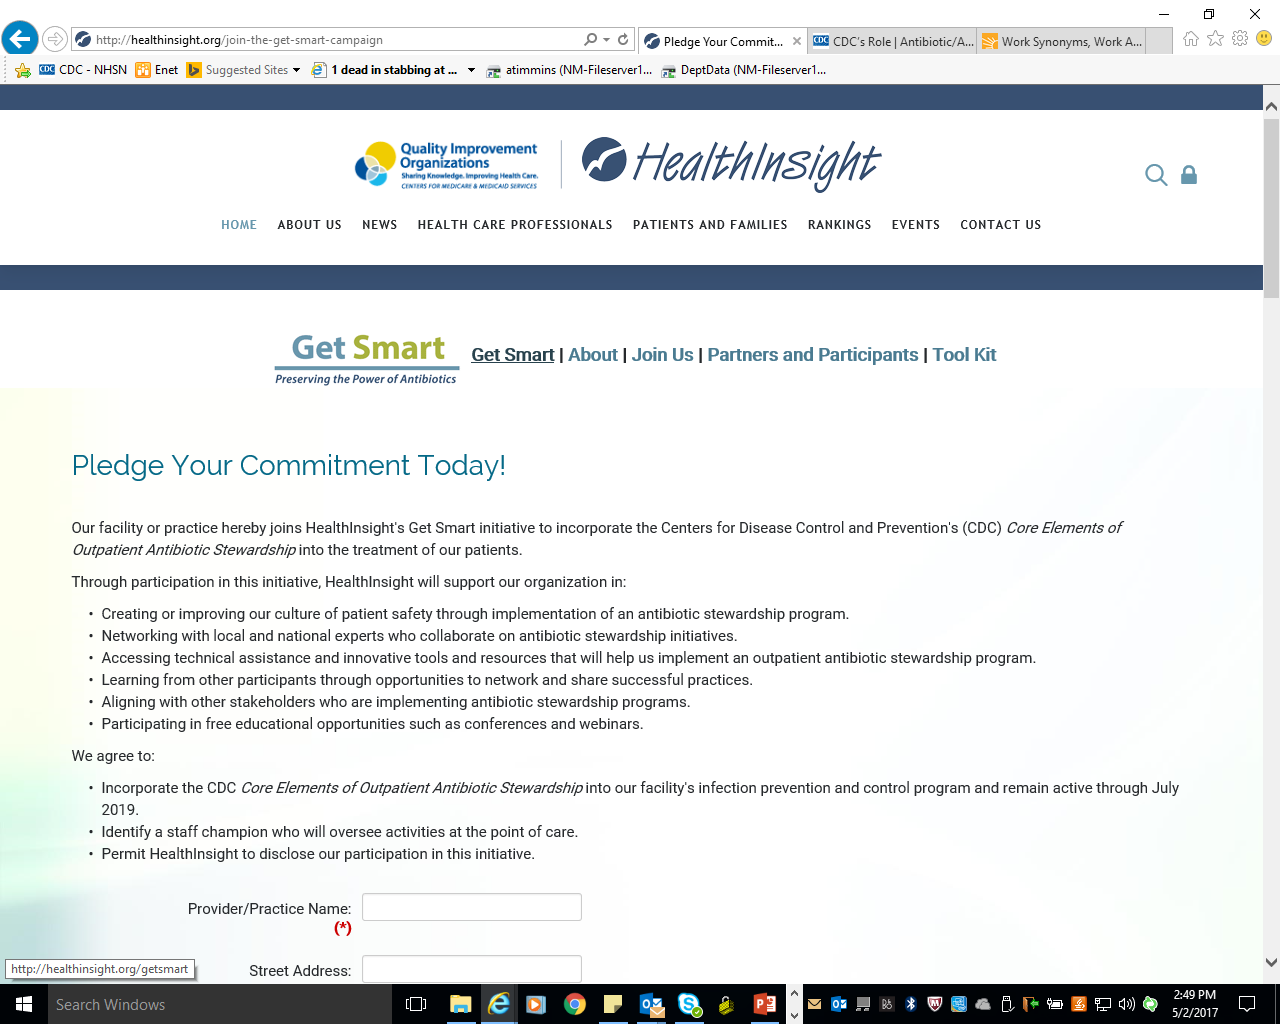 http://healthinsight.org/join-the-get-smart-campaign
Pledge Your Commit...
CDC's Role | Antibiotic/A...
Work Synonyms, Work A...
CDC - NHSN
Enet
Suggested Sites
1 dead in stabbing at ...
atimmins (NM-Fileserver1...
DeptData (NM-Fileserver1...
Quality Improvement
Organizations
Sharing Knowledge. Improving Health Care.
CENTERS FOR MEDICARE & MEDICAID SERVICES
HealthInsight
HOME ABOUT US NEWS HEALTH CARE PROFESSIONALS PATIENTS AND FAMILIES RANKINGS EVENTS CONTACT US
Get Smart
Preserving the Power of Antibiotics
Get Smart | About | Join Us | Partners and Participants | Tool Kit
Pledge Your Commitment Today!
Our facility or practice hereby joins HealthInsight's Get Smart initiative to incorporate the Centers for Disease Control and Prevention's (CDC) Core Elements of
Outpatient Antibiotic Stewardship into the treatment of our patients.
Through participation in this initiative, HealthInsight will support our organization in:
• Creating or improving our culture of patient safety through implementation of an antibiotic stewardship program.
• Networking with local and national experts who collaborate on antibiotic stewardship initiatives.
• Accessing technical assistance and innovative tools and resources that will help us implement an outpatient antibiotic stewardship program.
• Learning from other participants through opportunities to network and share successful practices.
• Aligning with other stakeholders who are implementing antibiotic stewardship programs.
• Participating in free educational opportunities such as conferences and webinars.
We agree to:
• Incorporate the CDC Core Elements of Outpatient Antibiotic Stewardship into our facility's infection prevention and control program and remain active through July
2019.
• Identify a staff champion who will oversee activities at the point of care.
• Permit HealthInsight to disclose our participation in this initiative.
Provider/Practice Name:
(*)
Street Address:
http://healthinsight.org/getsmart
Search Windows
2:49 PM
5/2/2017